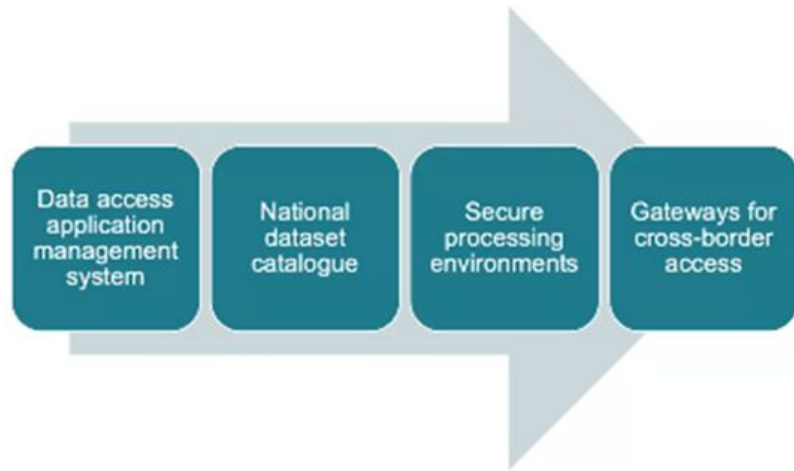 Data access
application
management
system
National
dataset
catalogue
Secure
processing
environments
Gateways for
cross-border
access